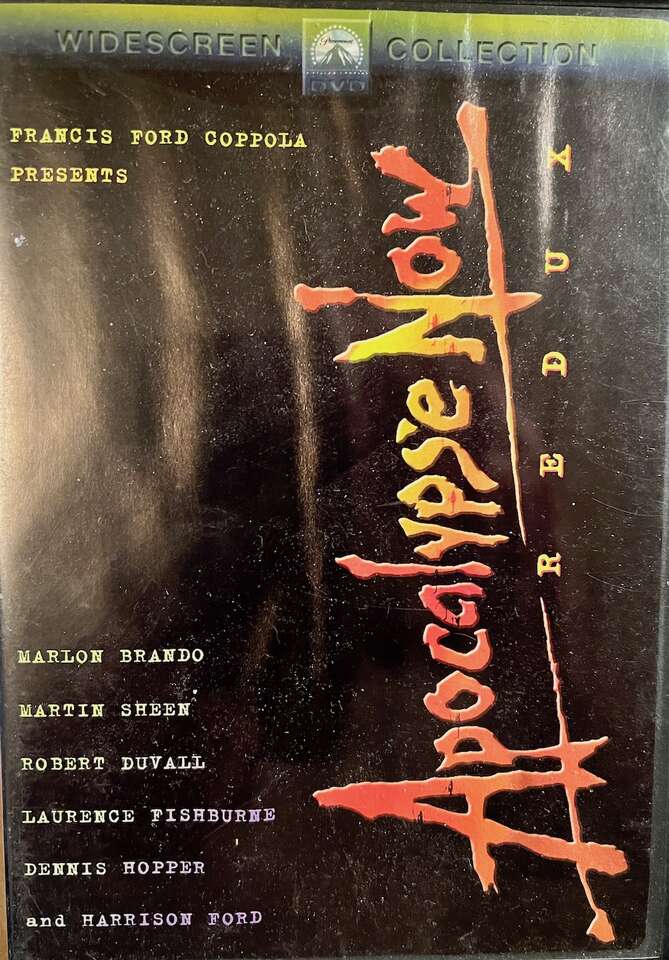 WIDESCREEN Paramount DVD COLLECTION
FRANCIS FORD COPPOLA
PRESENTS
Apocalypse Now
REDUX
MARLON BRANDO
MARTIN SHEEN
ROBERT DUVALL
LAURENCE FISHBURNE
DENNIS HOPPER
and HARRISON FORD